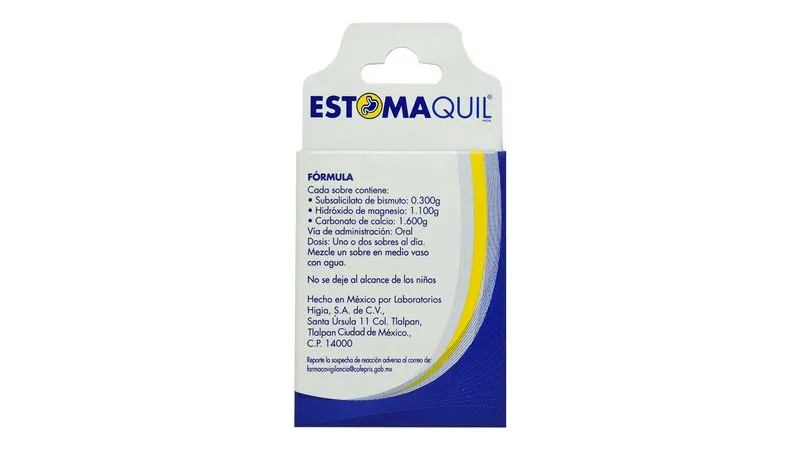 ESTOMAQUIL®
HIGIA
FÓRMULA
Cada sobre contiene:
• Subsalicilato de bismuto: 0.300g
• Hidróxido de magnesio: 1.100g
• Carbonato de calcio: 1.600g
Vía de administración: Oral
Dosis: Uno o dos sobres al día.
Mezcle un sobre en medio vaso
con agua.
No se deje al alcance de los niños
Hecho en México por Laboratorios
Higia, S.A. de C.V.,
Santa Úrsula 11 Col. Tlalpan,
Tlalpan Ciudad de México.,
C.P. 14000
Reporte la sospecha de reacción adversa al correo de:
farmacovigilancia@colepris.gob.mx